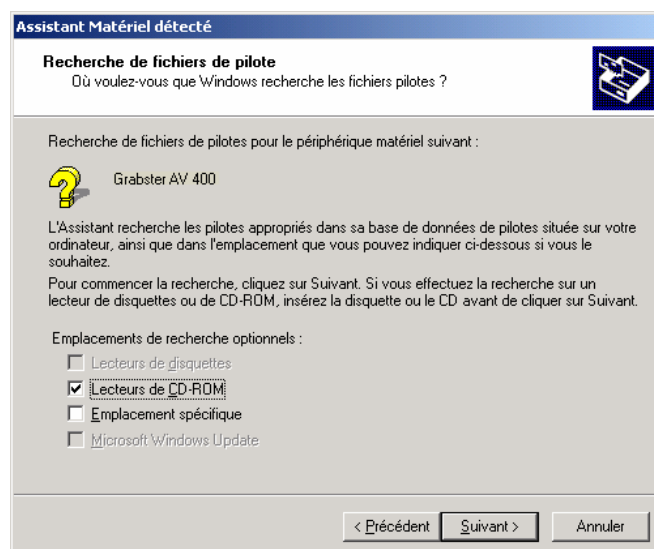 Assistant Matériel détecté
Recherche de fichiers de pilote
Où voulez-vous que Windows recherche les fichiers pilotes ?
Recherche de fichiers de pilotes pour le périphérique matériel suivant :
Grabster AV 400
L'Assistant recherche les pilotes appropriés dans sa base de données de pilotes située sur votre
ordinateur, ainsi que dans l'emplacement que vous pouvez indiquer ci-dessous si vous le
souhaitez.
Pour commencer la recherche, cliquez sur Suivant. Si vous effectuez la recherche sur un
lecteur de disquettes ou de CD-ROM, insérez la disquette ou le CD avant de cliquer sur Suivant.
Emplacements de recherche optionnels :
Lecteurs de disquettes
Lecteurs de CD-ROM
Emplacement spécifique
Microsoft Windows Update
< Précédent Suivant > Annuler